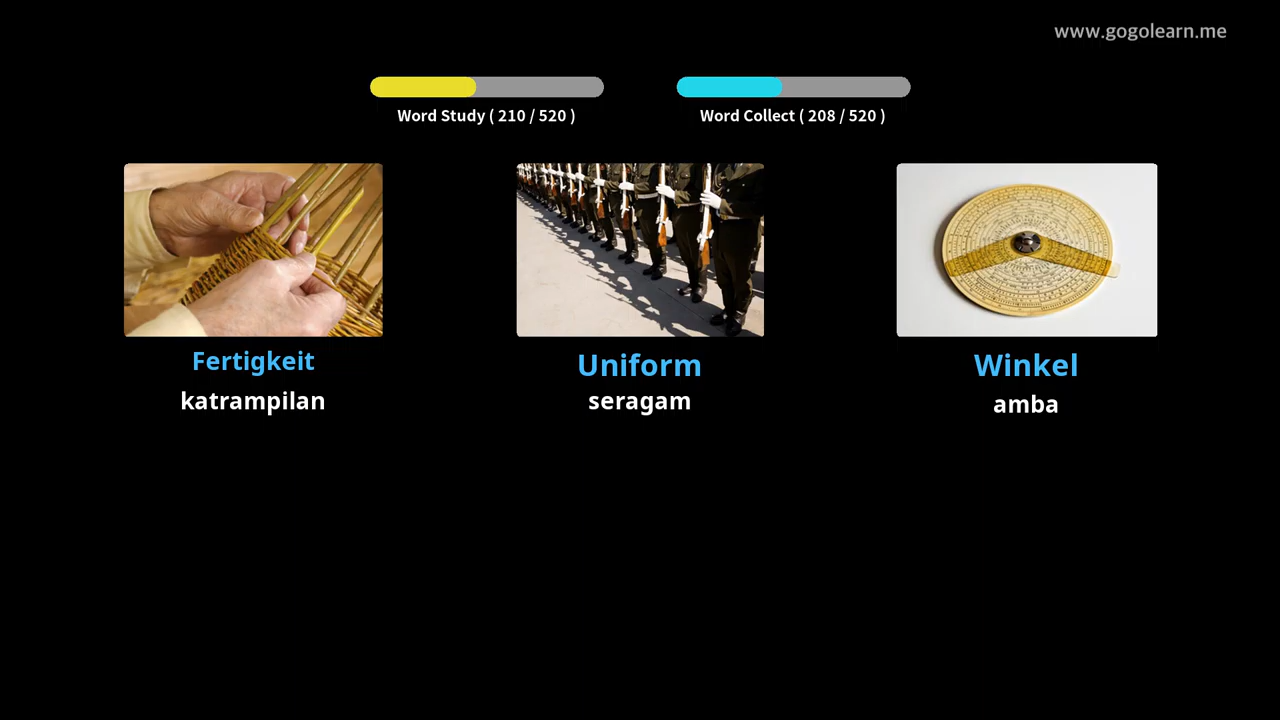 www.gogolearn.me
Word Study ( 210 / 520 )
Word Collect ( 208 / 520 )
Fertigkeit
katrampilan
Uniform
seragam
Winkel
amba